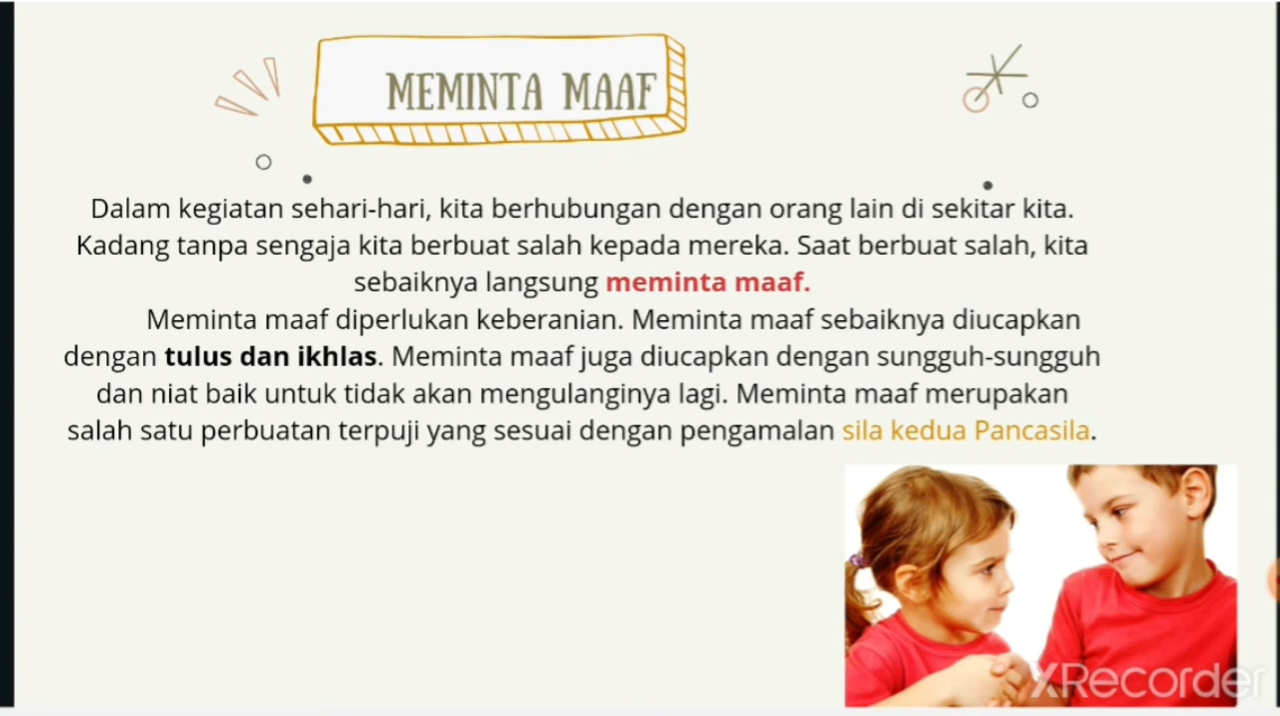 MEMINTA MAAF
Dalam kegiatan sehari-hari, kita berhubungan dengan orang lain di sekitar kita.
Kadang tanpa sengaja kita berbuat salah kepada mereka. Saat berbuat salah, kita
sebaiknya langsung meminta maaf.
Meminta maaf diperlukan keberanian. Meminta maaf sebaiknya diucapkan
dengan tulus dan ikhlas. Meminta maaf juga diucapkan dengan sungguh-sungguh
dan niat baik untuk tidak akan mengulanginya lagi. Meminta maaf merupakan
salah satu perbuatan terpuji yang sesuai dengan pengamalan sila kedua Pancasila.
XRecorder